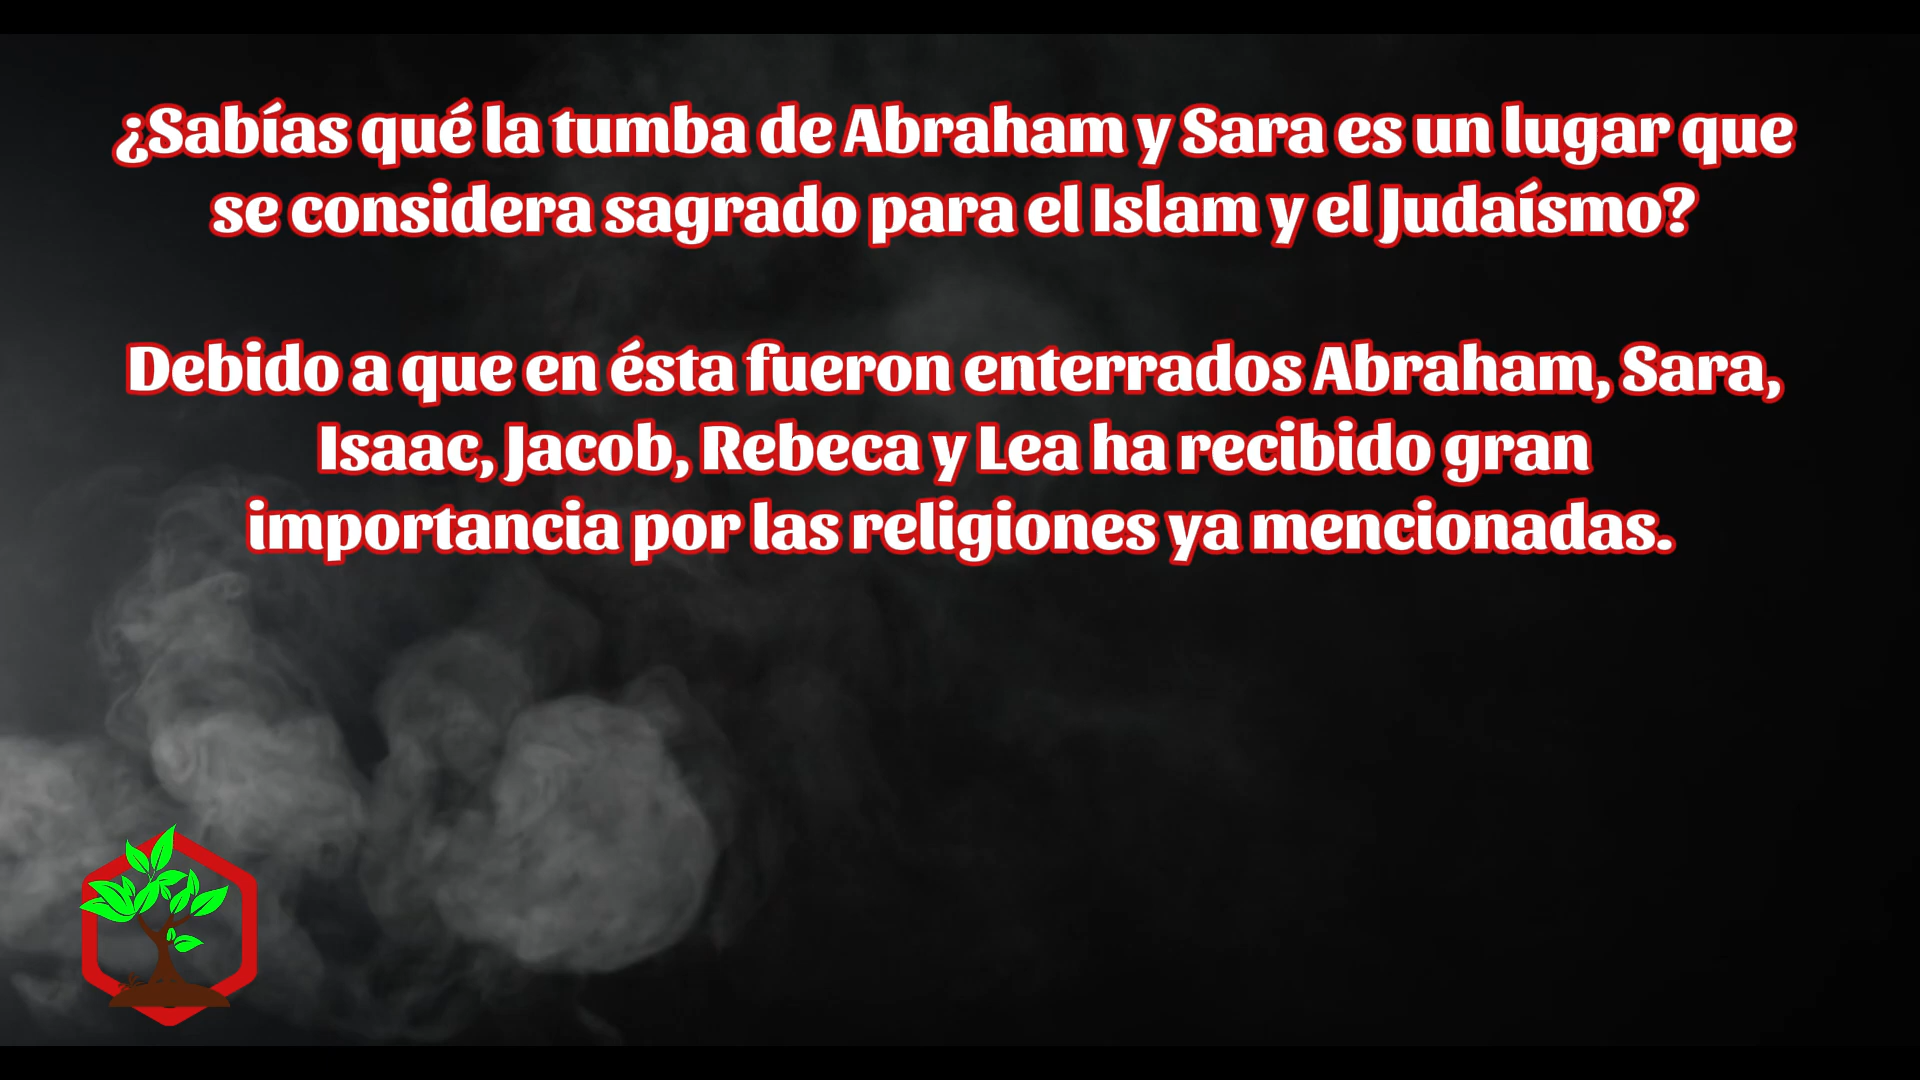 ¿Sabías qué la tumba de Abraham y Sara es un lugar que
se considera sagrado para el Islam y el Judaísmo?
Debido a que en ésta fueron enterrados Abraham, Sara,
Isaac, Jacob, Rebeca y Lea ha recibido gran
importancia por las religiones ya mencionadas.